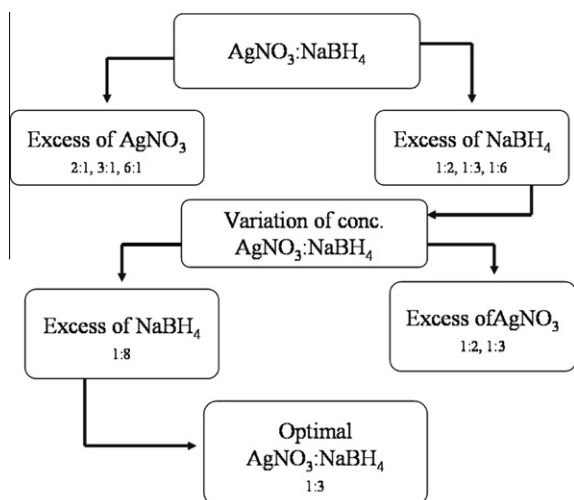 AgNO₃:NaBH₄
Excess of AgNO₃
2:1, 3:1, 6:1
Excess of NaBH₄
1:2, 1:3, 1:6
Variation of conc.
AgNO₃:NaBH₄
Excess of NaBH₄
1:8
Excess ofAgNO₃
1:2, 1:3
Optimal
AgNO₃:NaBH₄
1:3